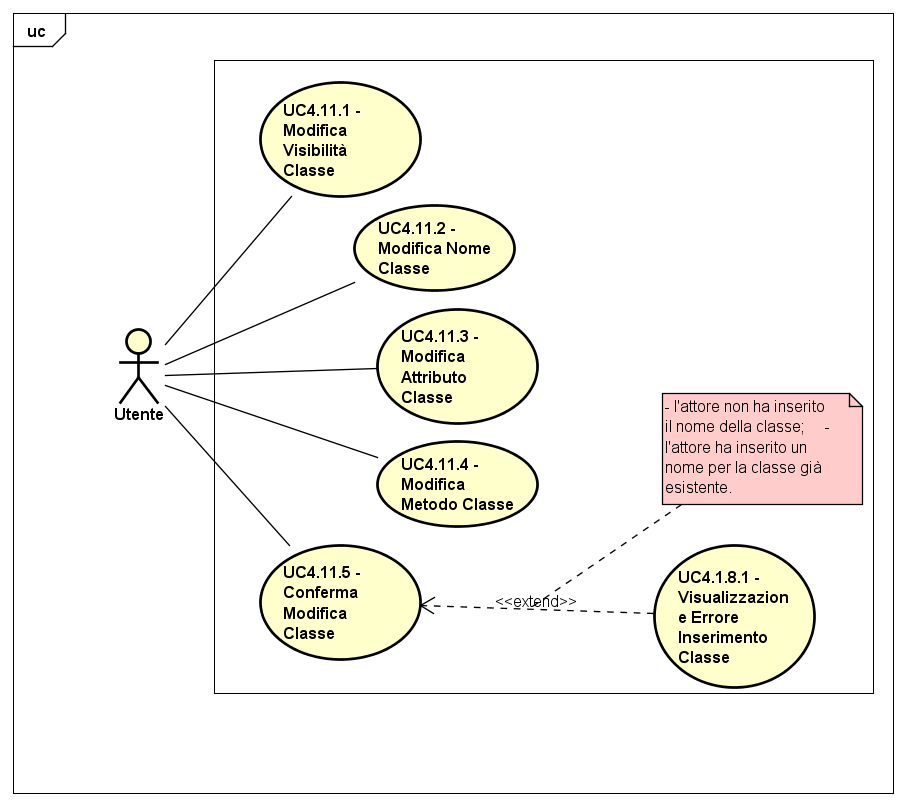 uc
UC4.11.1 -
Modifica
Visibilità
Classe
UC4.11.2 -
Modifica Nome
Classe
UC4.11.3 -
Modifica
Attributo
Classe
Utente
- l'attore non ha inserito
il nome della classe; -
l'attore ha inserito un
nome per la classe già
esistente.
UC4.11.4 -
Modifica
Metodo Classe
UC4.11.5 -
Conferma
Modifica
Classe
<<extend>>
UC4.1.8.1 -
Visualizzazion
e Errore
Inserimento
Classe